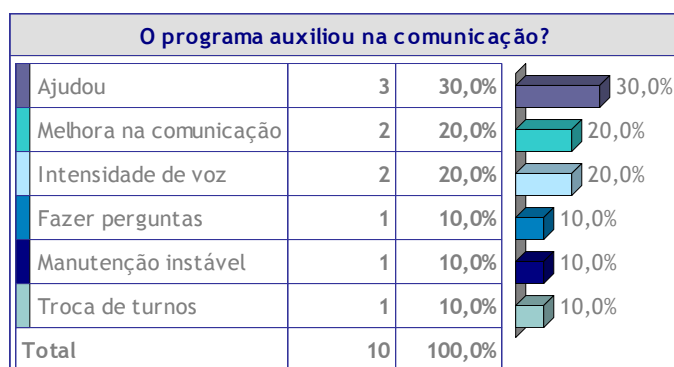 O programa auxiliou na comunicação?
Ajudou 3 30,0% 30,0%
Melhora na comunicação 2 20,0% 20,0%
Intensidade de voz 2 20,0% 20,0%
Fazer perguntas 1 10,0% 10,0%
Manutenção instável 1 10,0% 10,0%
Troca de turnos 1 10,0% 10,0%
Total 10 100,0%